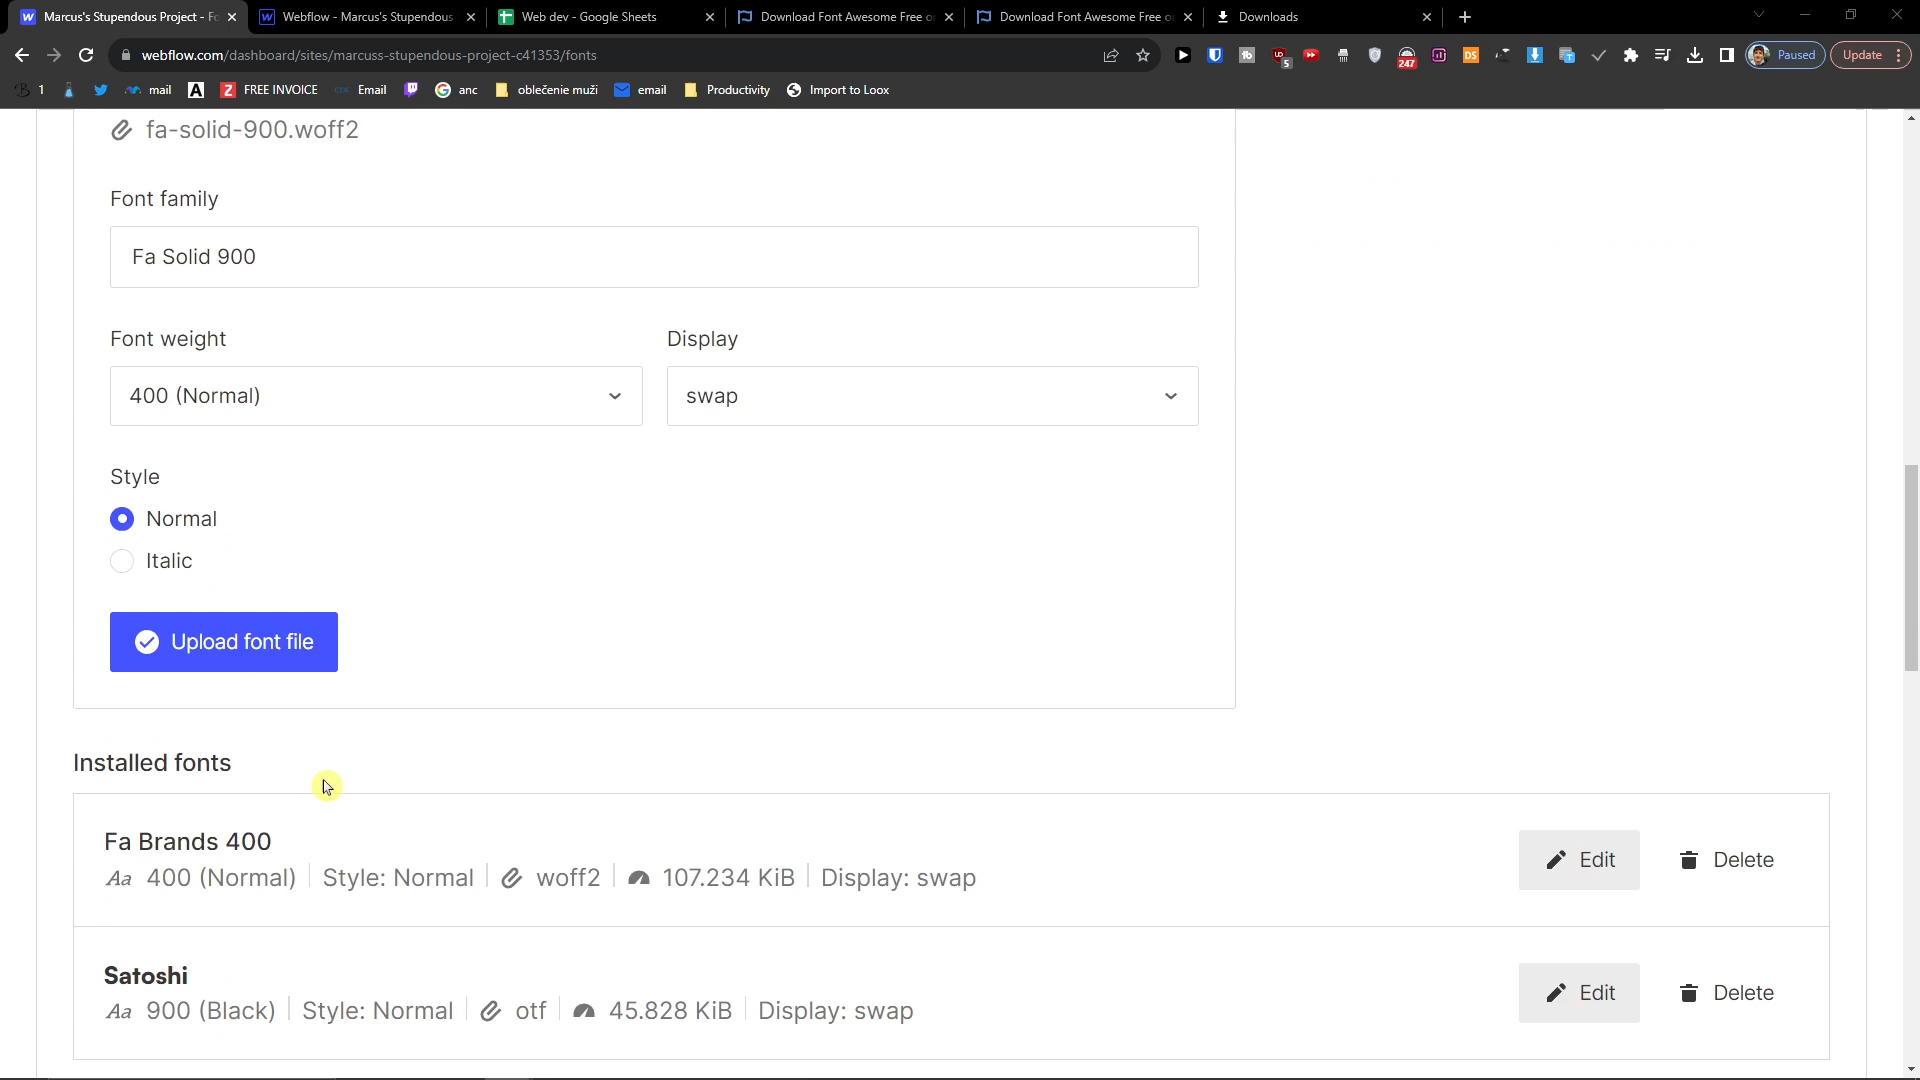 Marcus's Stupendous Project - Fo
Webflow - Marcus's Stupendous
Web dev - Google Sheets
Download Font Awesome Free o
Download Font Awesome Free o
Downloads
webflow.com/dashboard/sites/marcuss-stupendous-project-c41353/fonts
5
247
DS
Paused
Update
1
mail
FREE INVOICE
Email
anc
oblečenie muži
email
Productivity
Import to Loox
fa-solid-900.woff2
Font family
Fa Solid 900
Font weight
Display
400 (Normal)
swap
Style
Normal
Italic
Upload font file
Installed fonts
Fa Brands 400
Aa 400 (Normal) Style: Normal woff2 107.234 KiB Display: swap
Edit
Delete
Satoshi
Aa 900 (Black) Style: Normal otf 45.828 KiB Display: swap
Edit
Delete